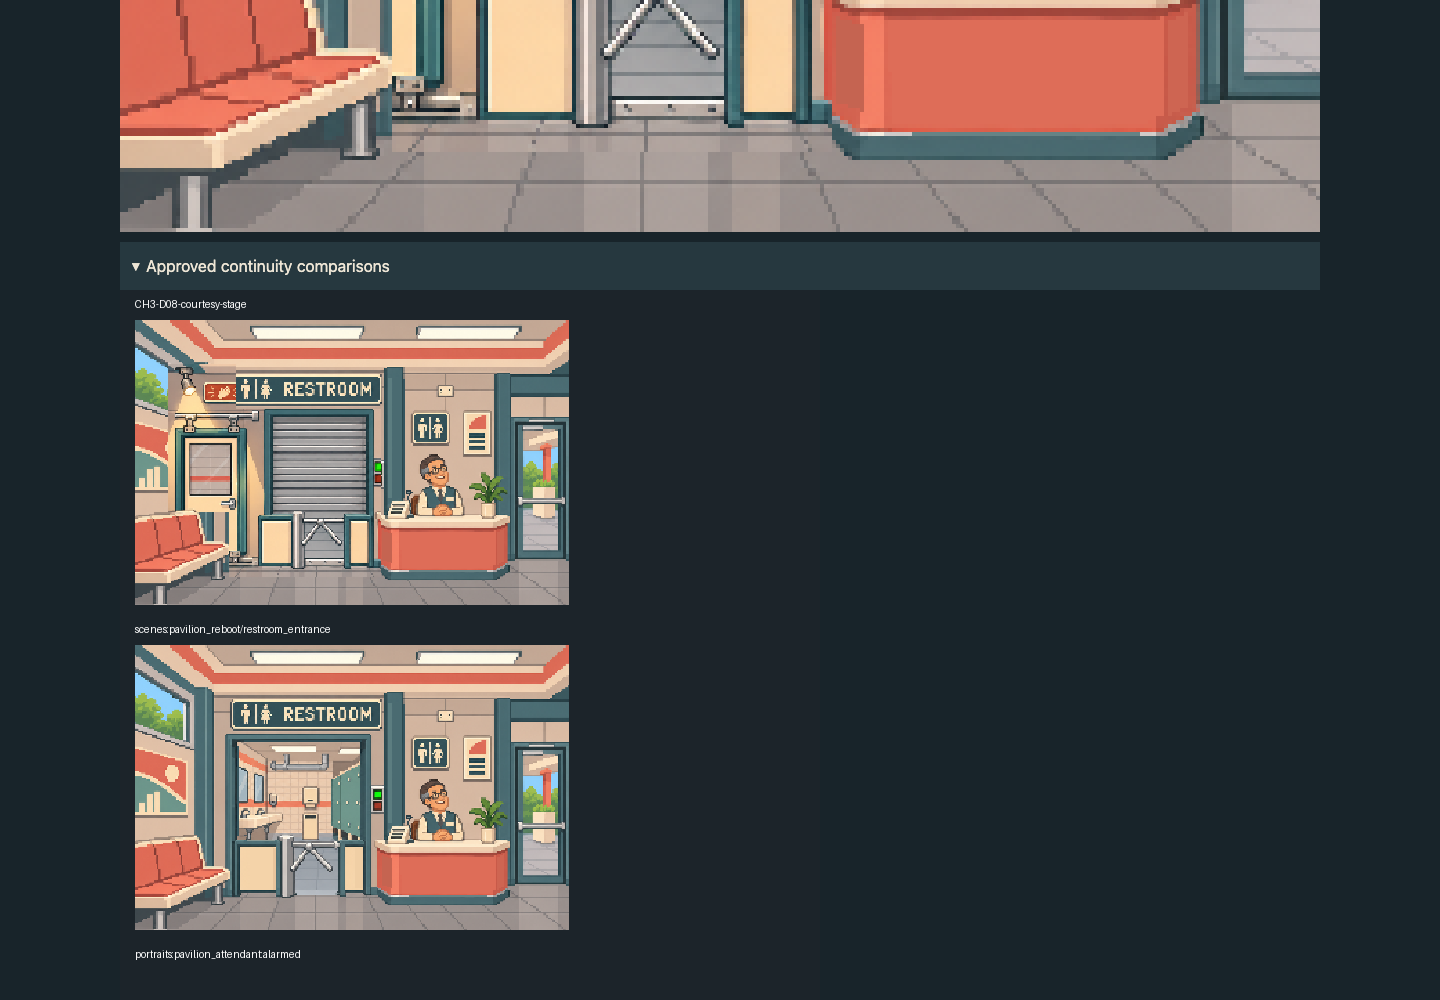 ▼ Approved continuity comparisons
CH3-D08-courtesy-stage
RESTROOM
scenes:pavilion_reboot/restroom_entrance
RESTROOM
portraits:pavilion_attendant:alarmed